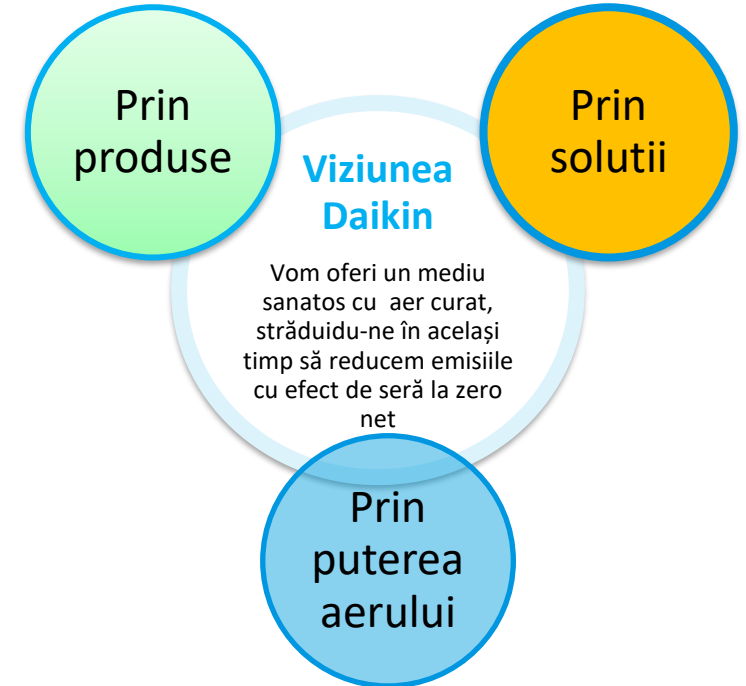 Prin
produse
Prin
solutii
Viziunea
Daikin
Vom oferi un mediu
sanatos cu aer curat,
străduidu-ne în același
timp să reducem emisiile
cu efect de seră la zero
net
Prin
puterea
aerului